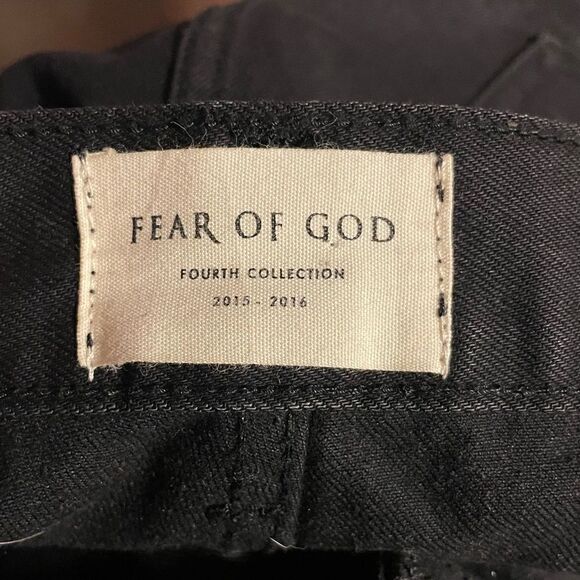 FEAR OF GOD
FOURTH COLLECTION
2015 - 2016